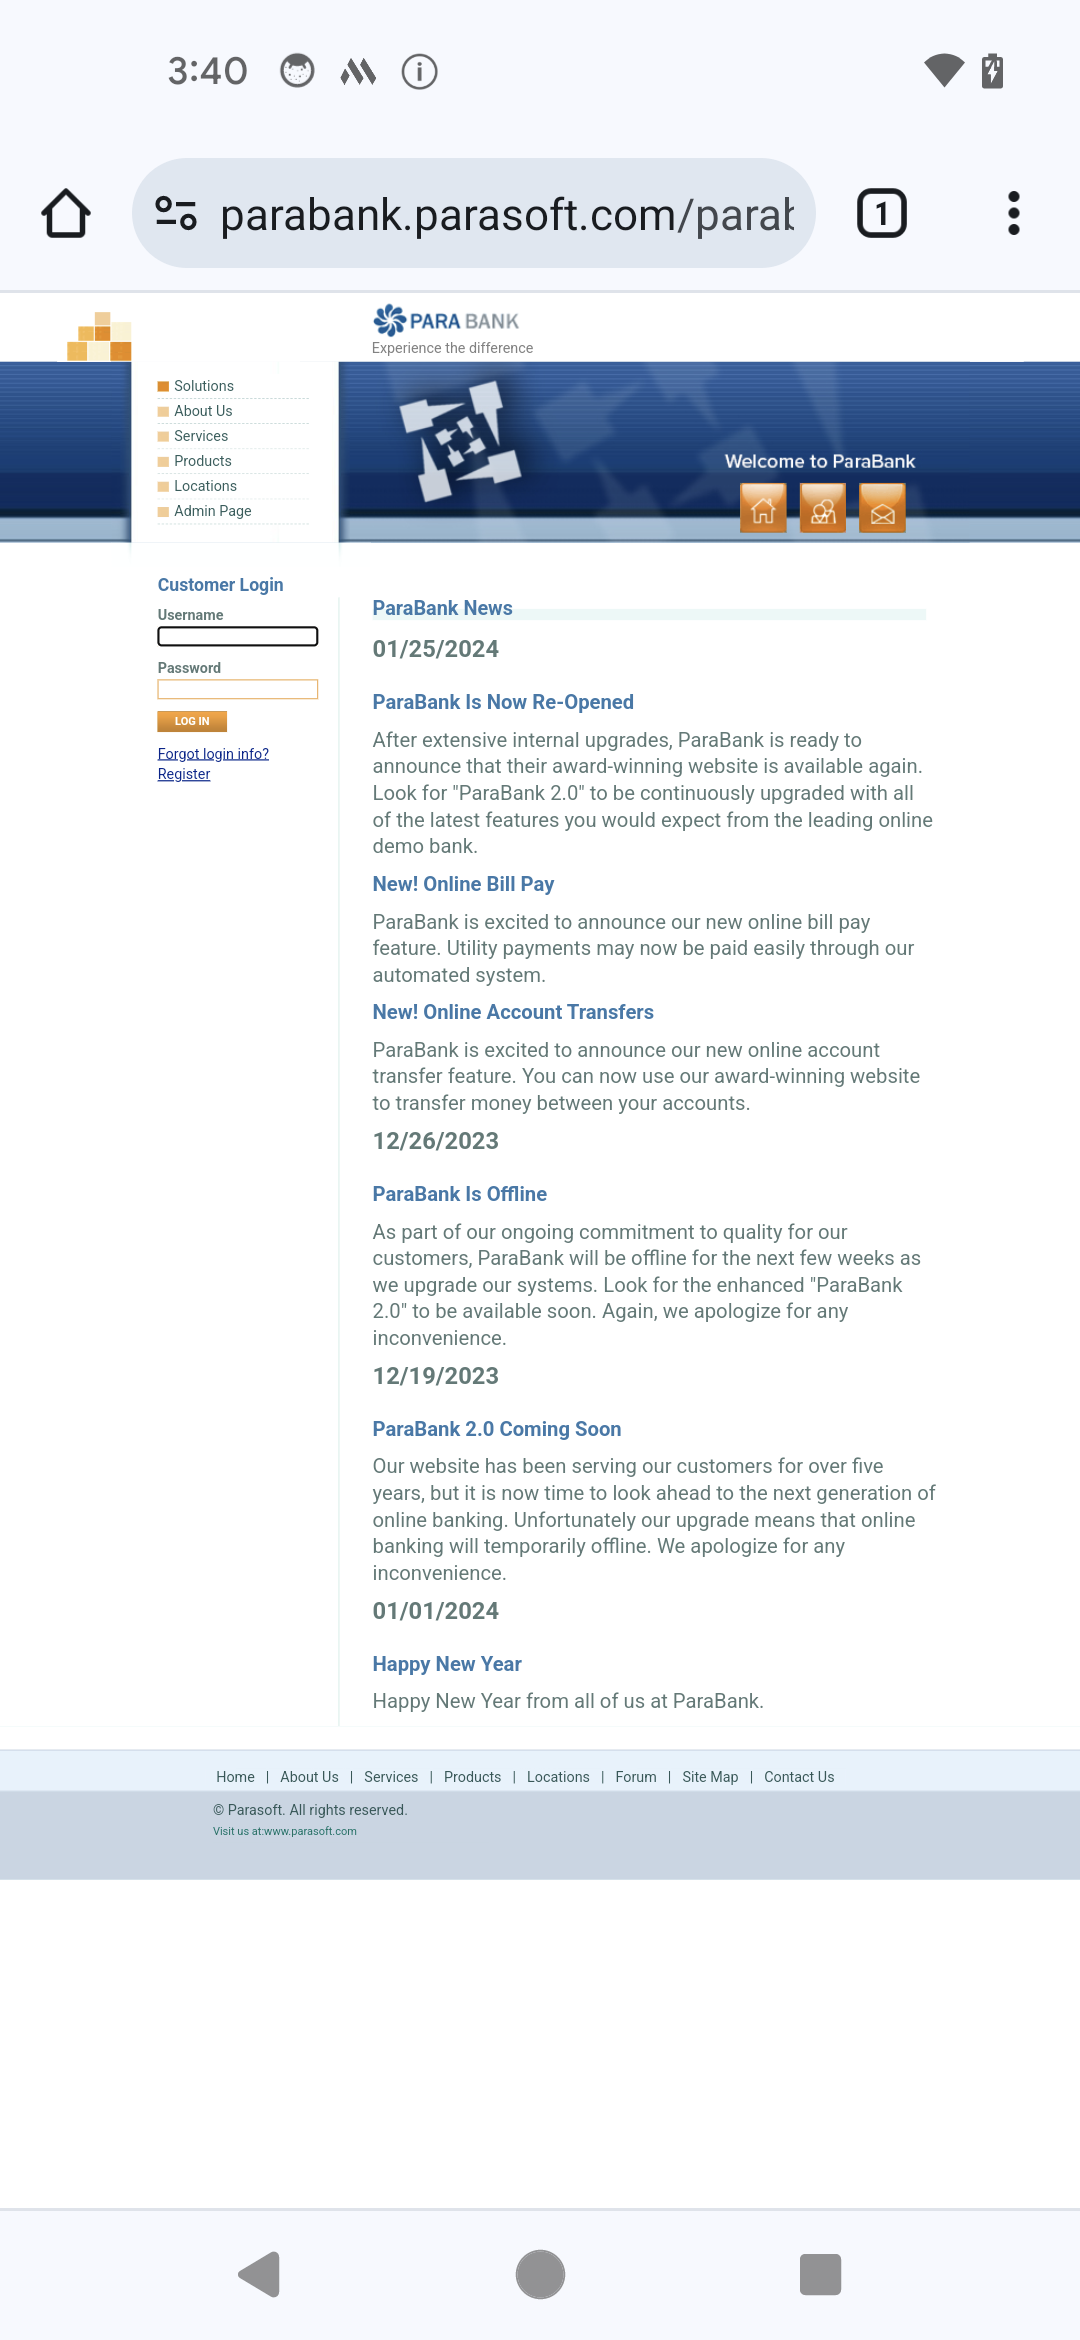 3:40
parabank.parasoft.com/parab
1
PARA BANK
Experience the difference
Solutions
About Us
Services
Products
Locations
Admin Page
Welcome to ParaBank
Customer Login
Username
Password
LOG IN
Forgot login info?
Register
ParaBank News
01/25/2024
ParaBank Is Now Re-Opened
After extensive internal upgrades, ParaBank is ready to
announce that their award-winning website is available again.
Look for "ParaBank 2.0" to be continuously upgraded with all
of the latest features you would expect from the leading online
demo bank.
New! Online Bill Pay
ParaBank is excited to announce our new online bill pay
feature. Utility payments may now be paid easily through our
automated system.
New! Online Account Transfers
ParaBank is excited to announce our new online account
transfer feature. You can now use our award-winning website
to transfer money between your accounts.
12/26/2023
ParaBank Is Offline
As part of our ongoing commitment to quality for our
customers, ParaBank will be offline for the next few weeks as
we upgrade our systems. Look for the enhanced "ParaBank
2.0" to be available soon. Again, we apologize for any
inconvenience.
12/19/2023
ParaBank 2.0 Coming Soon
Our website has been serving our customers for over five
years, but it is now time to look ahead to the next generation of
online banking. Unfortunately our upgrade means that online
banking will temporarily offline. We apologize for any
inconvenience.
01/01/2024
Happy New Year
Happy New Year from all of us at ParaBank.
Home | About Us | Services | Products | Locations | Forum | Site Map | Contact Us
© Parasoft. All rights reserved.
Visit us at:www.parasoft.com